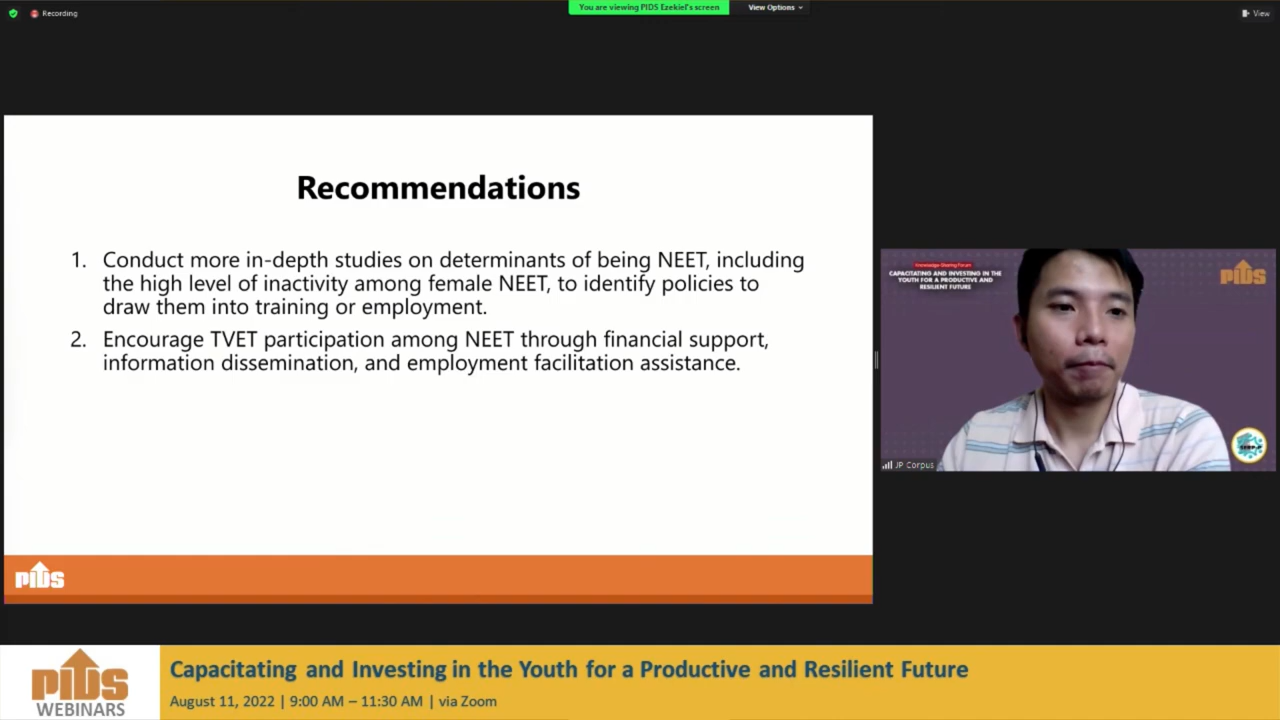 Recording
You are viewing PIDS Ezekiel's screen
View Options
View
Recommendations
1. Conduct more in-depth studies on determinants of being NEET, including
the high level of inactivity among female NEET, to identify policies to
draw them into training or employment.
2. Encourage TVET participation among NEET through financial support,
information dissemination, and employment facilitation assistance.
PIDS
Knowledge Sharing Forum
CAPACITATING AND INVESTING IN THE
YOUTH FOR A PRODUCTIVE AND
RESILIENT FUTURE
PIDS
JP Corpus
PIDS
WEBINARS
Capacitating and Investing in the Youth for a Productive and Resilient Future
August 11, 2022 | 9:00 AM – 11:30 AM | via Zoom